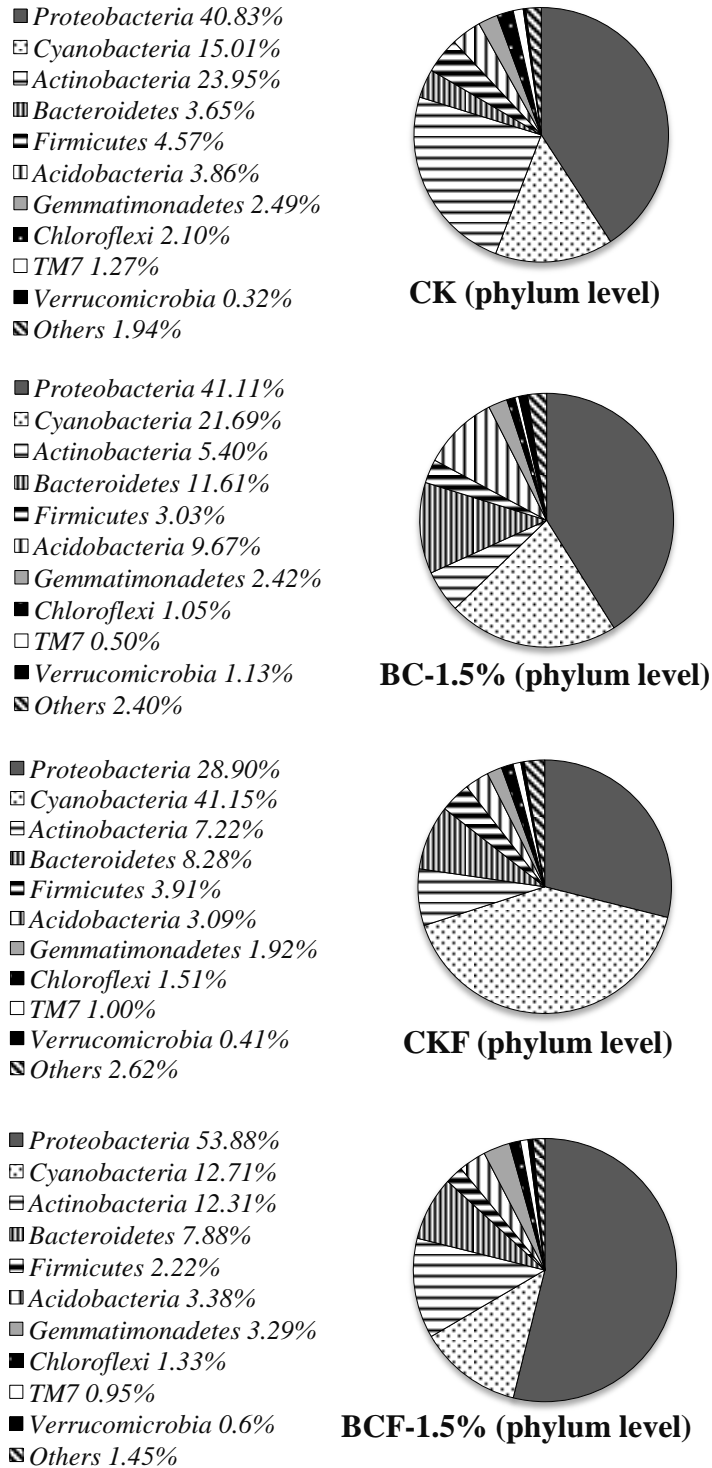 Proteobacteria 40.83%
Cyanobacteria 15.01%
Actinobacteria 23.95%
Bacteroidetes 3.65%
Firmicutes 4.57%
Acidobacteria 3.86%
Gemmatimonadetes 2.49%
Chloroflexi 2.10%
TM7 1.27%
Verrucomicrobia 0.32%
Others 1.94%
CK (phylum level)
Proteobacteria 41.11%
Cyanobacteria 21.69%
Actinobacteria 5.40%
Bacteroidetes 11.61%
Firmicutes 3.03%
Acidobacteria 9.67%
Gemmatimonadetes 2.42%
Chloroflexi 1.05%
TM7 0.50%
Verrucomicrobia 1.13%
Others 2.40%
BC-1.5% (phylum level)
Proteobacteria 28.90%
Cyanobacteria 41.15%
Actinobacteria 7.22%
Bacteroidetes 8.28%
Firmicutes 3.91%
Acidobacteria 3.09%
Gemmatimonadetes 1.92%
Chloroflexi 1.51%
TM7 1.00%
Verrucomicrobia 0.41%
Others 2.62%
CKF (phylum level)
Proteobacteria 53.88%
Cyanobacteria 12.71%
Actinobacteria 12.31%
Bacteroidetes 7.88%
Firmicutes 2.22%
Acidobacteria 3.38%
Gemmatimonadetes 3.29%
Chloroflexi 1.33%
TM7 0.95%
Verrucomicrobia 0.6%
Others 1.45%
BCF-1.5% (phylum level)